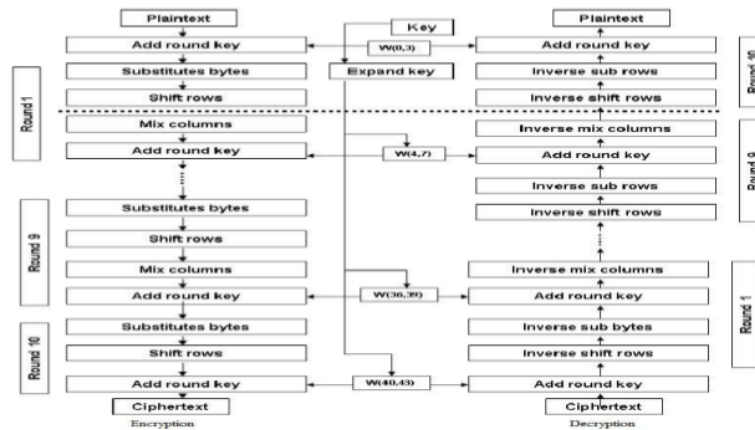 Plaintext
Add round key
Substitutes bytes
Shift rows
Mix columns
Add round key
Substitutes bytes
Shift rows
Mix columns
Add round key
Substitutes bytes
Shift rows
Add round key
Ciphertext
Encryption
Round 1
Round 9
Round 10
Key
W(0,3)
Expand key
W(4,7)
W(36,39)
W(40,43)
Plaintext
Add round key
Inverse sub rows
Inverse shift rows
Inverse mix columns
Add round key
Inverse sub rows
Inverse shift rows
Inverse mix columns
Add round key
Inverse sub bytes
Inverse shift rows
Add round key
Ciphertext
Decryption
Round 10
Round 9
Round 1